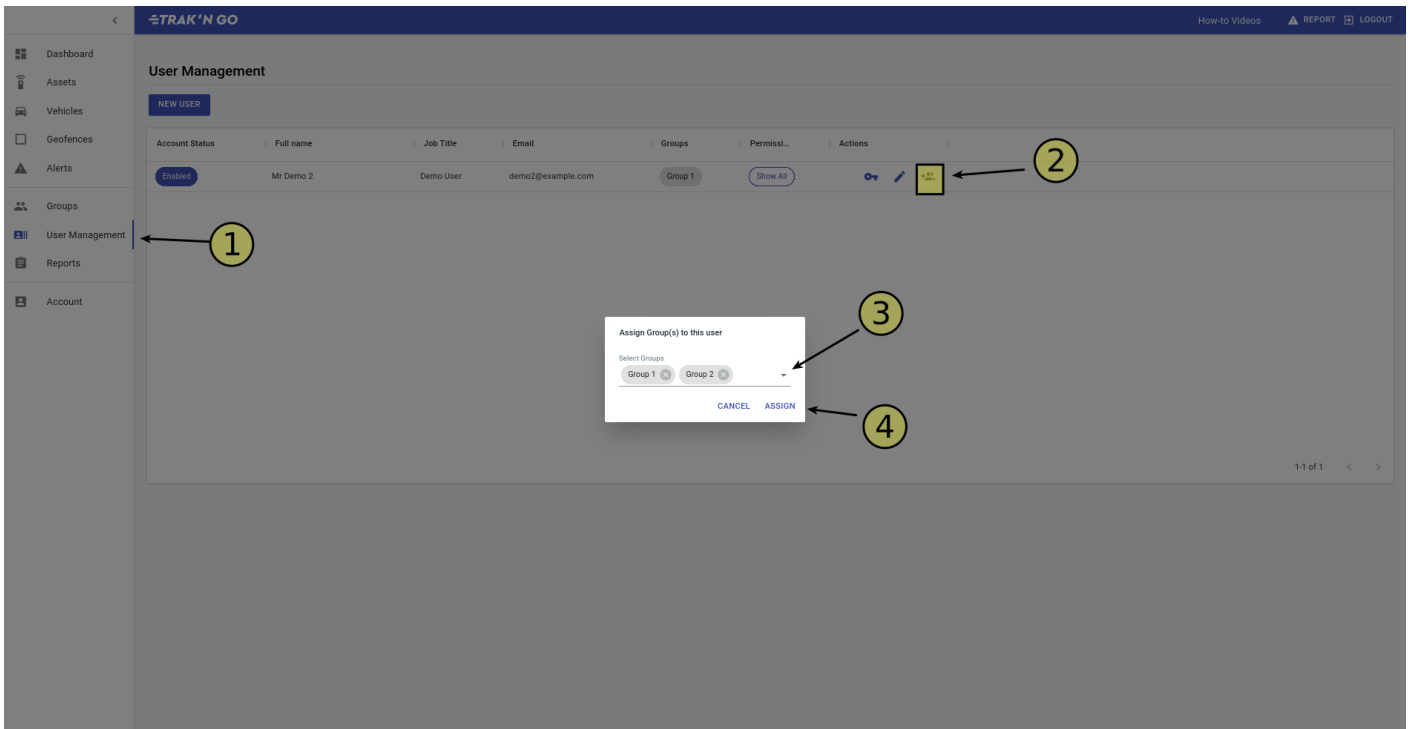 TRAK'N GO
How-to Videos
REPORT
LOGOUT
Dashboard
Assets
Vehicles
Geofences
Alerts
Groups
User Management
Reports
Account
User Management
NEW USER
Account Status Full name Job Title Email Groups Permissi... Actions
Enabled Mr Demo 2 Demo User demo2@example.com Group 1 Show All
1
2
3
4
Assign Group(s) to this user
Select Groups
Group 1 Group 2
CANCEL ASSIGN
1-1 of 1